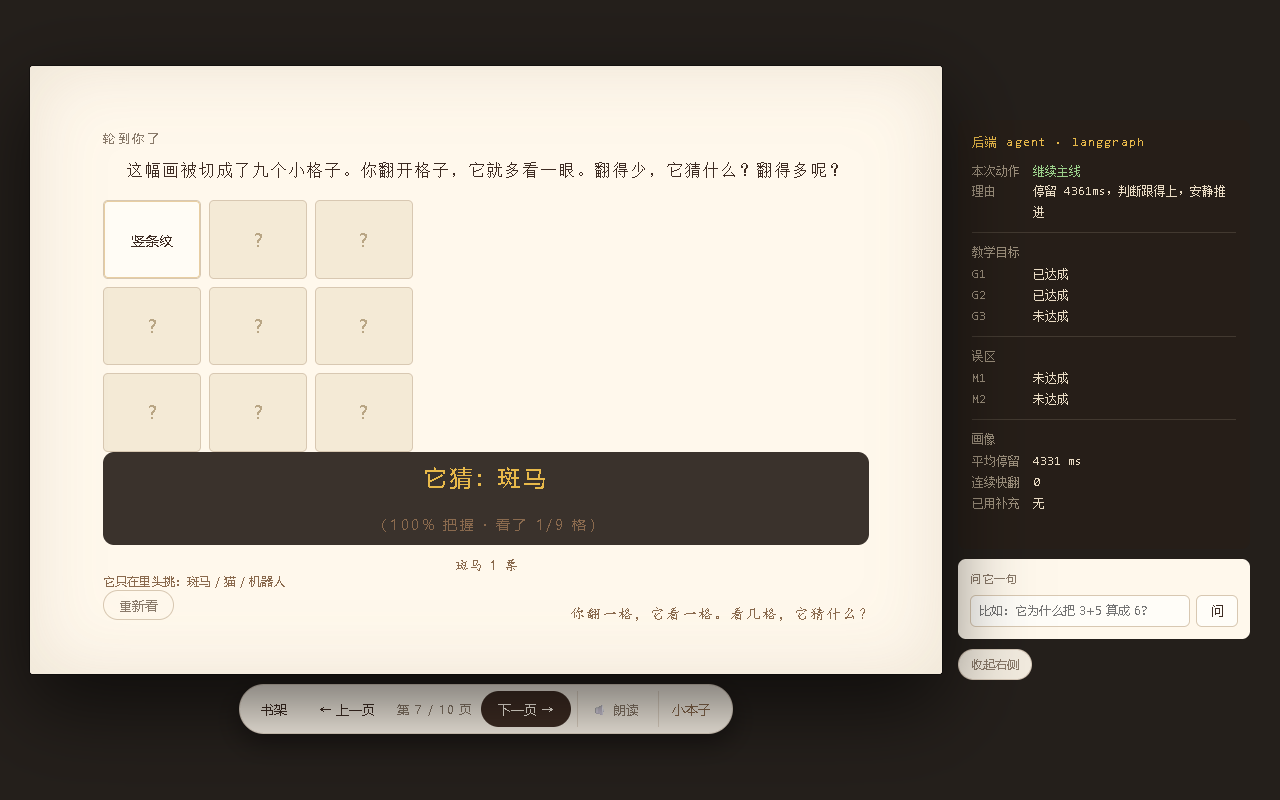 轮到你了
这幅画被切成了九个小格子。你翻开格子，它就多看一眼。翻得少，它猜什么？翻得多呢？
竖条纹 ? ?
? ? ?
? ? ?
它猜：斑马
（100% 把握 · 看了 1/9 格）
斑马 1 票
它只在里头挑：斑马 / 猫 / 机器人
重新看
你翻一格，它看一格。看几格，它猜什么？
书架 ← 上一页 第 7 / 10 页 下一页 → 朗读 小本子
后端 agent · langgraph
本次动作 继续主线
理由 停留 4361ms，判断跟得上，安静推
进
教学目标
G1 已达成
G2 已达成
G3 未达成
误区
M1 未达成
M2 未达成
画像
平均停留 4331 ms
连续快翻 0
已用补充 无
问它一句
比如：它为什么把 3+5 算成 6? 问
收起右侧